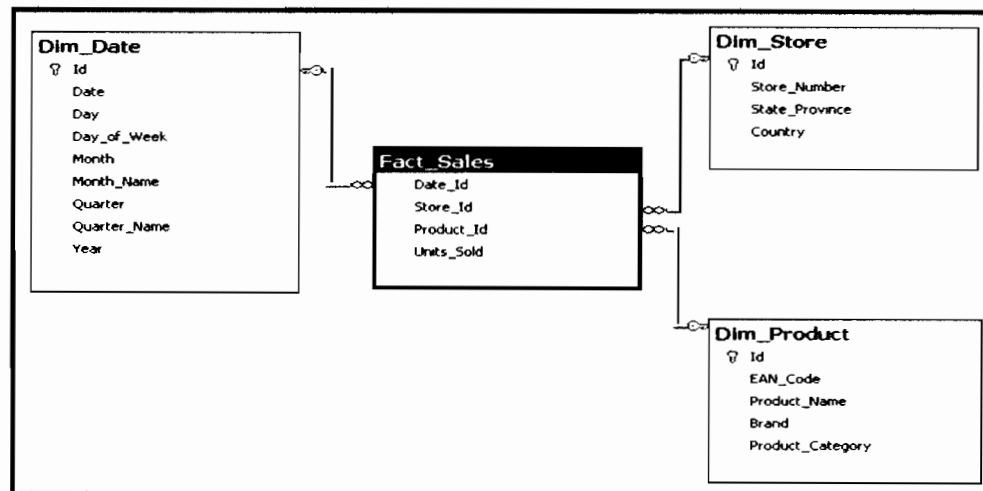 Dim_Date
Id
Date
Day
Day_of_Week
Month
Month_Name
Quarter
Quarter_Name
Year
Fact_Sales
Date_Id
Store_Id
Product_Id
Units_Sold
Dim_Store
Id
Store_Number
State_Province
Country
Dim_Product
Id
EAN_Code
Product_Name
Brand
Product_Category